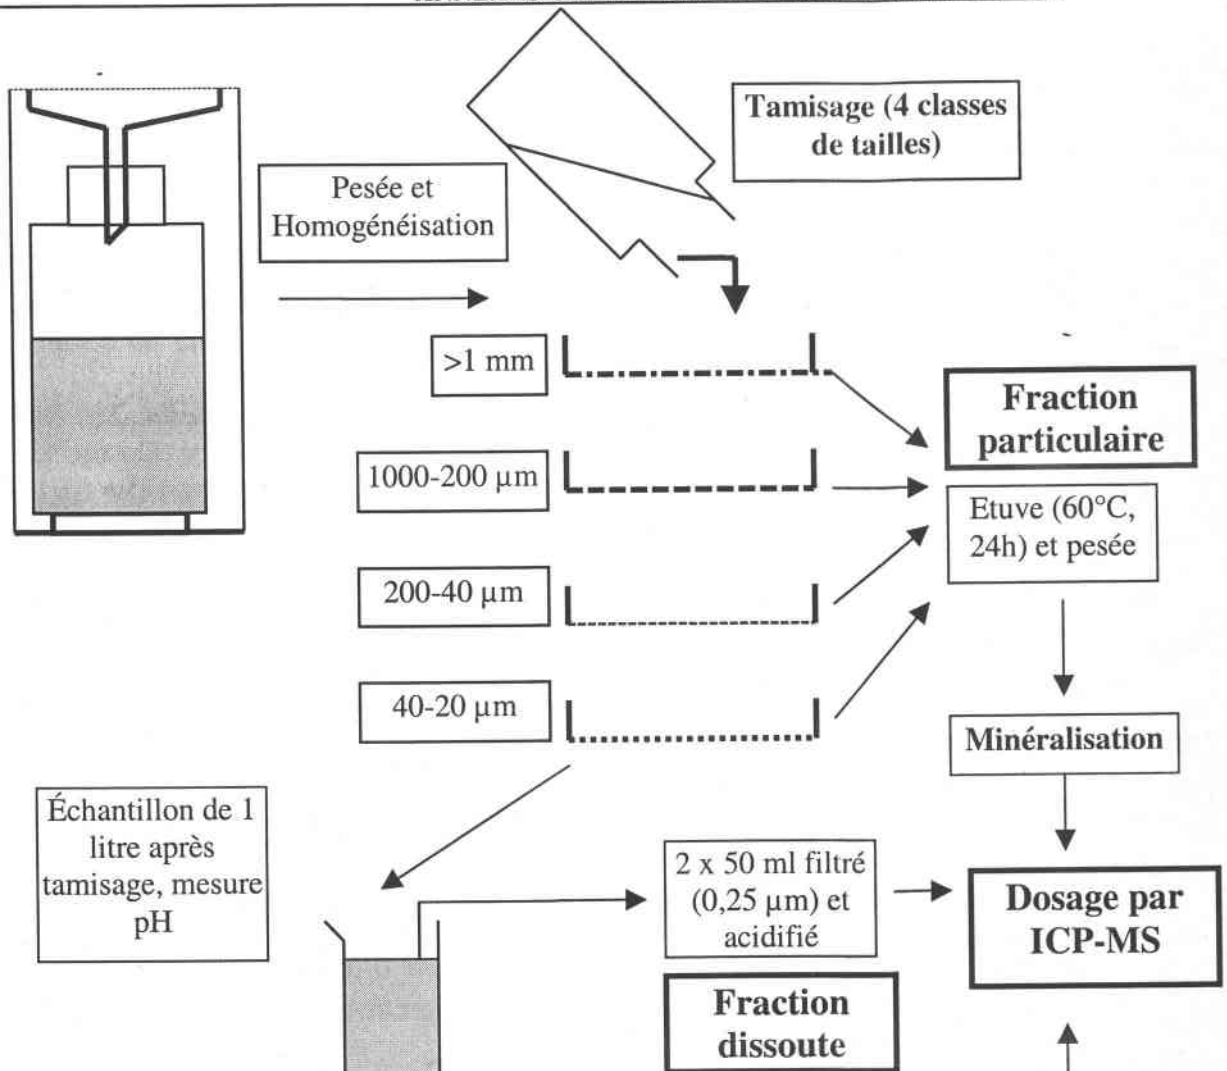 Tamisage (4 classes
de tailles)
Pesée et
Homogénéisation
>1 mm
Fraction
particulaire
1000-200 µm
Etuve (60°C,
24h) et pesée
200-40 µm
40-20 µm
Minéralisation
Échantillon de 1
litre après
tamisage, mesure
pH
2 x 50 ml filtré
(0,25 µm) et
acidifié
Dosage par
ICP-MS
Fraction
dissoute